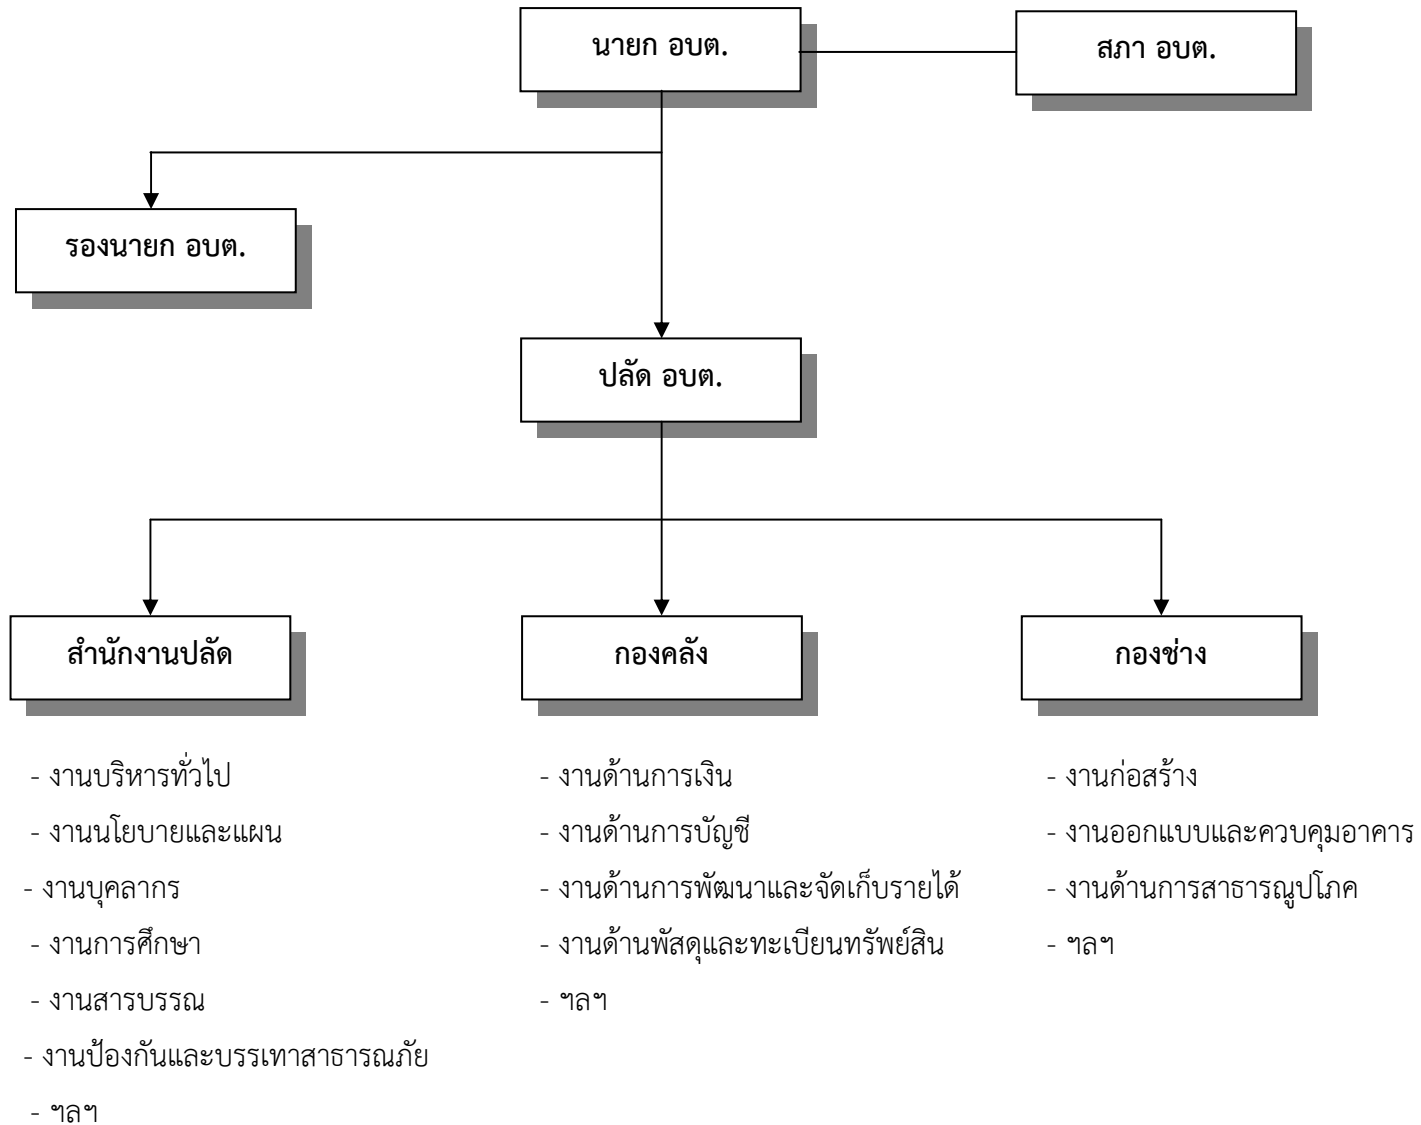 นายก อบต.
สภา อบต.
รองนายก อบต.
ปลัด อบต.
สำนักงานปลัด
กองคลัง
กองช่าง
- งานบริหารทั่วไป
- งานนโยบายและแผน
- งานบุคลากร
- งานการศึกษา
- งานสารบรรณ
- งานป้องกันและบรรเทาสาธารณภัย
- ฯลฯ
- งานด้านการเงิน
- งานด้านการบัญชี
- งานด้านการพัฒนาและจัดเก็บรายได้
- งานด้านพัสดุและทะเบียนทรัพย์สิน
- ฯลฯ
- งานก่อสร้าง
- งานออกแบบและควบคุมอาคาร
- งานด้านการสาธารณูปโภค
- ฯลฯ